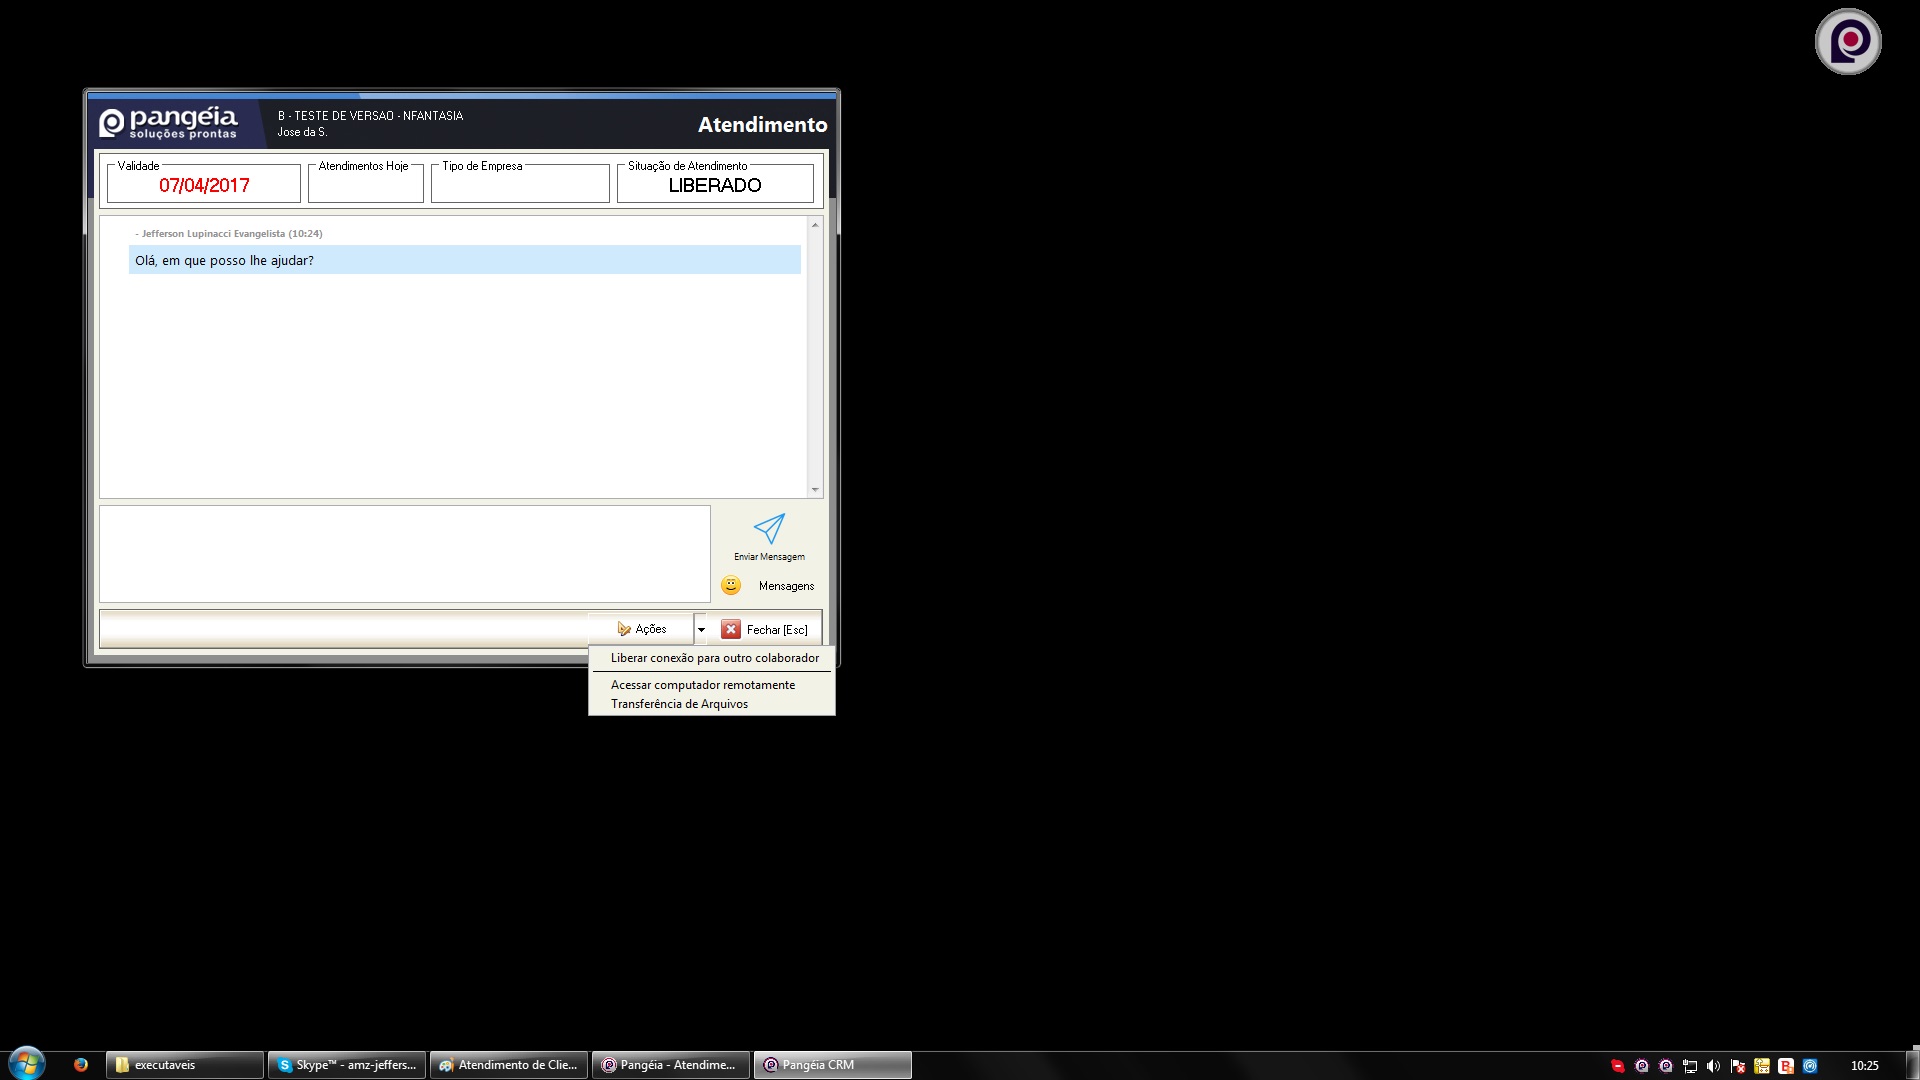 pangéia
soluções prontas
B - TESTE DE VERSAO - NFANTASIA
Jose da S.
Atendimento
Validade
07/04/2017
Atendimentos Hoje
Tipo de Empresa
Situação de Atendimento
LIBERADO
- Jefferson Lupinacci Evangelista (10:24)
Olá, em que posso lhe ajudar?
Enviar Mensagem
Mensagens
Ações
Fechar [Esc]
Liberar conexão para outro colaborador
Acessar computador remotamente
Transferência de Arquivos
executaveis
Skype™ - amz-jeffers...
Atendimento de Clie...
Pangéia - Atendime...
Pangéia CRM
10:25